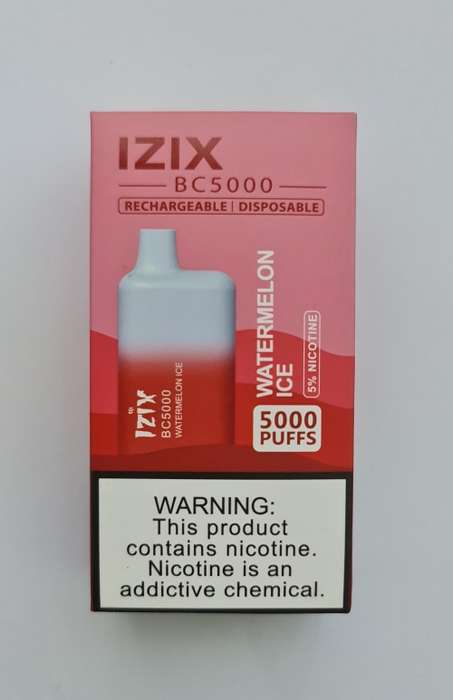 IZIX
BC5000
RECHARGEABLE | DISPOSABLE
WATERMELON
ICE
5% NICOTINE
IZIX
BC5000
WATERMELON ICE
5000
PUFFS
WARNING:
This product
contains nicotine.
Nicotine is an
addictive chemical.